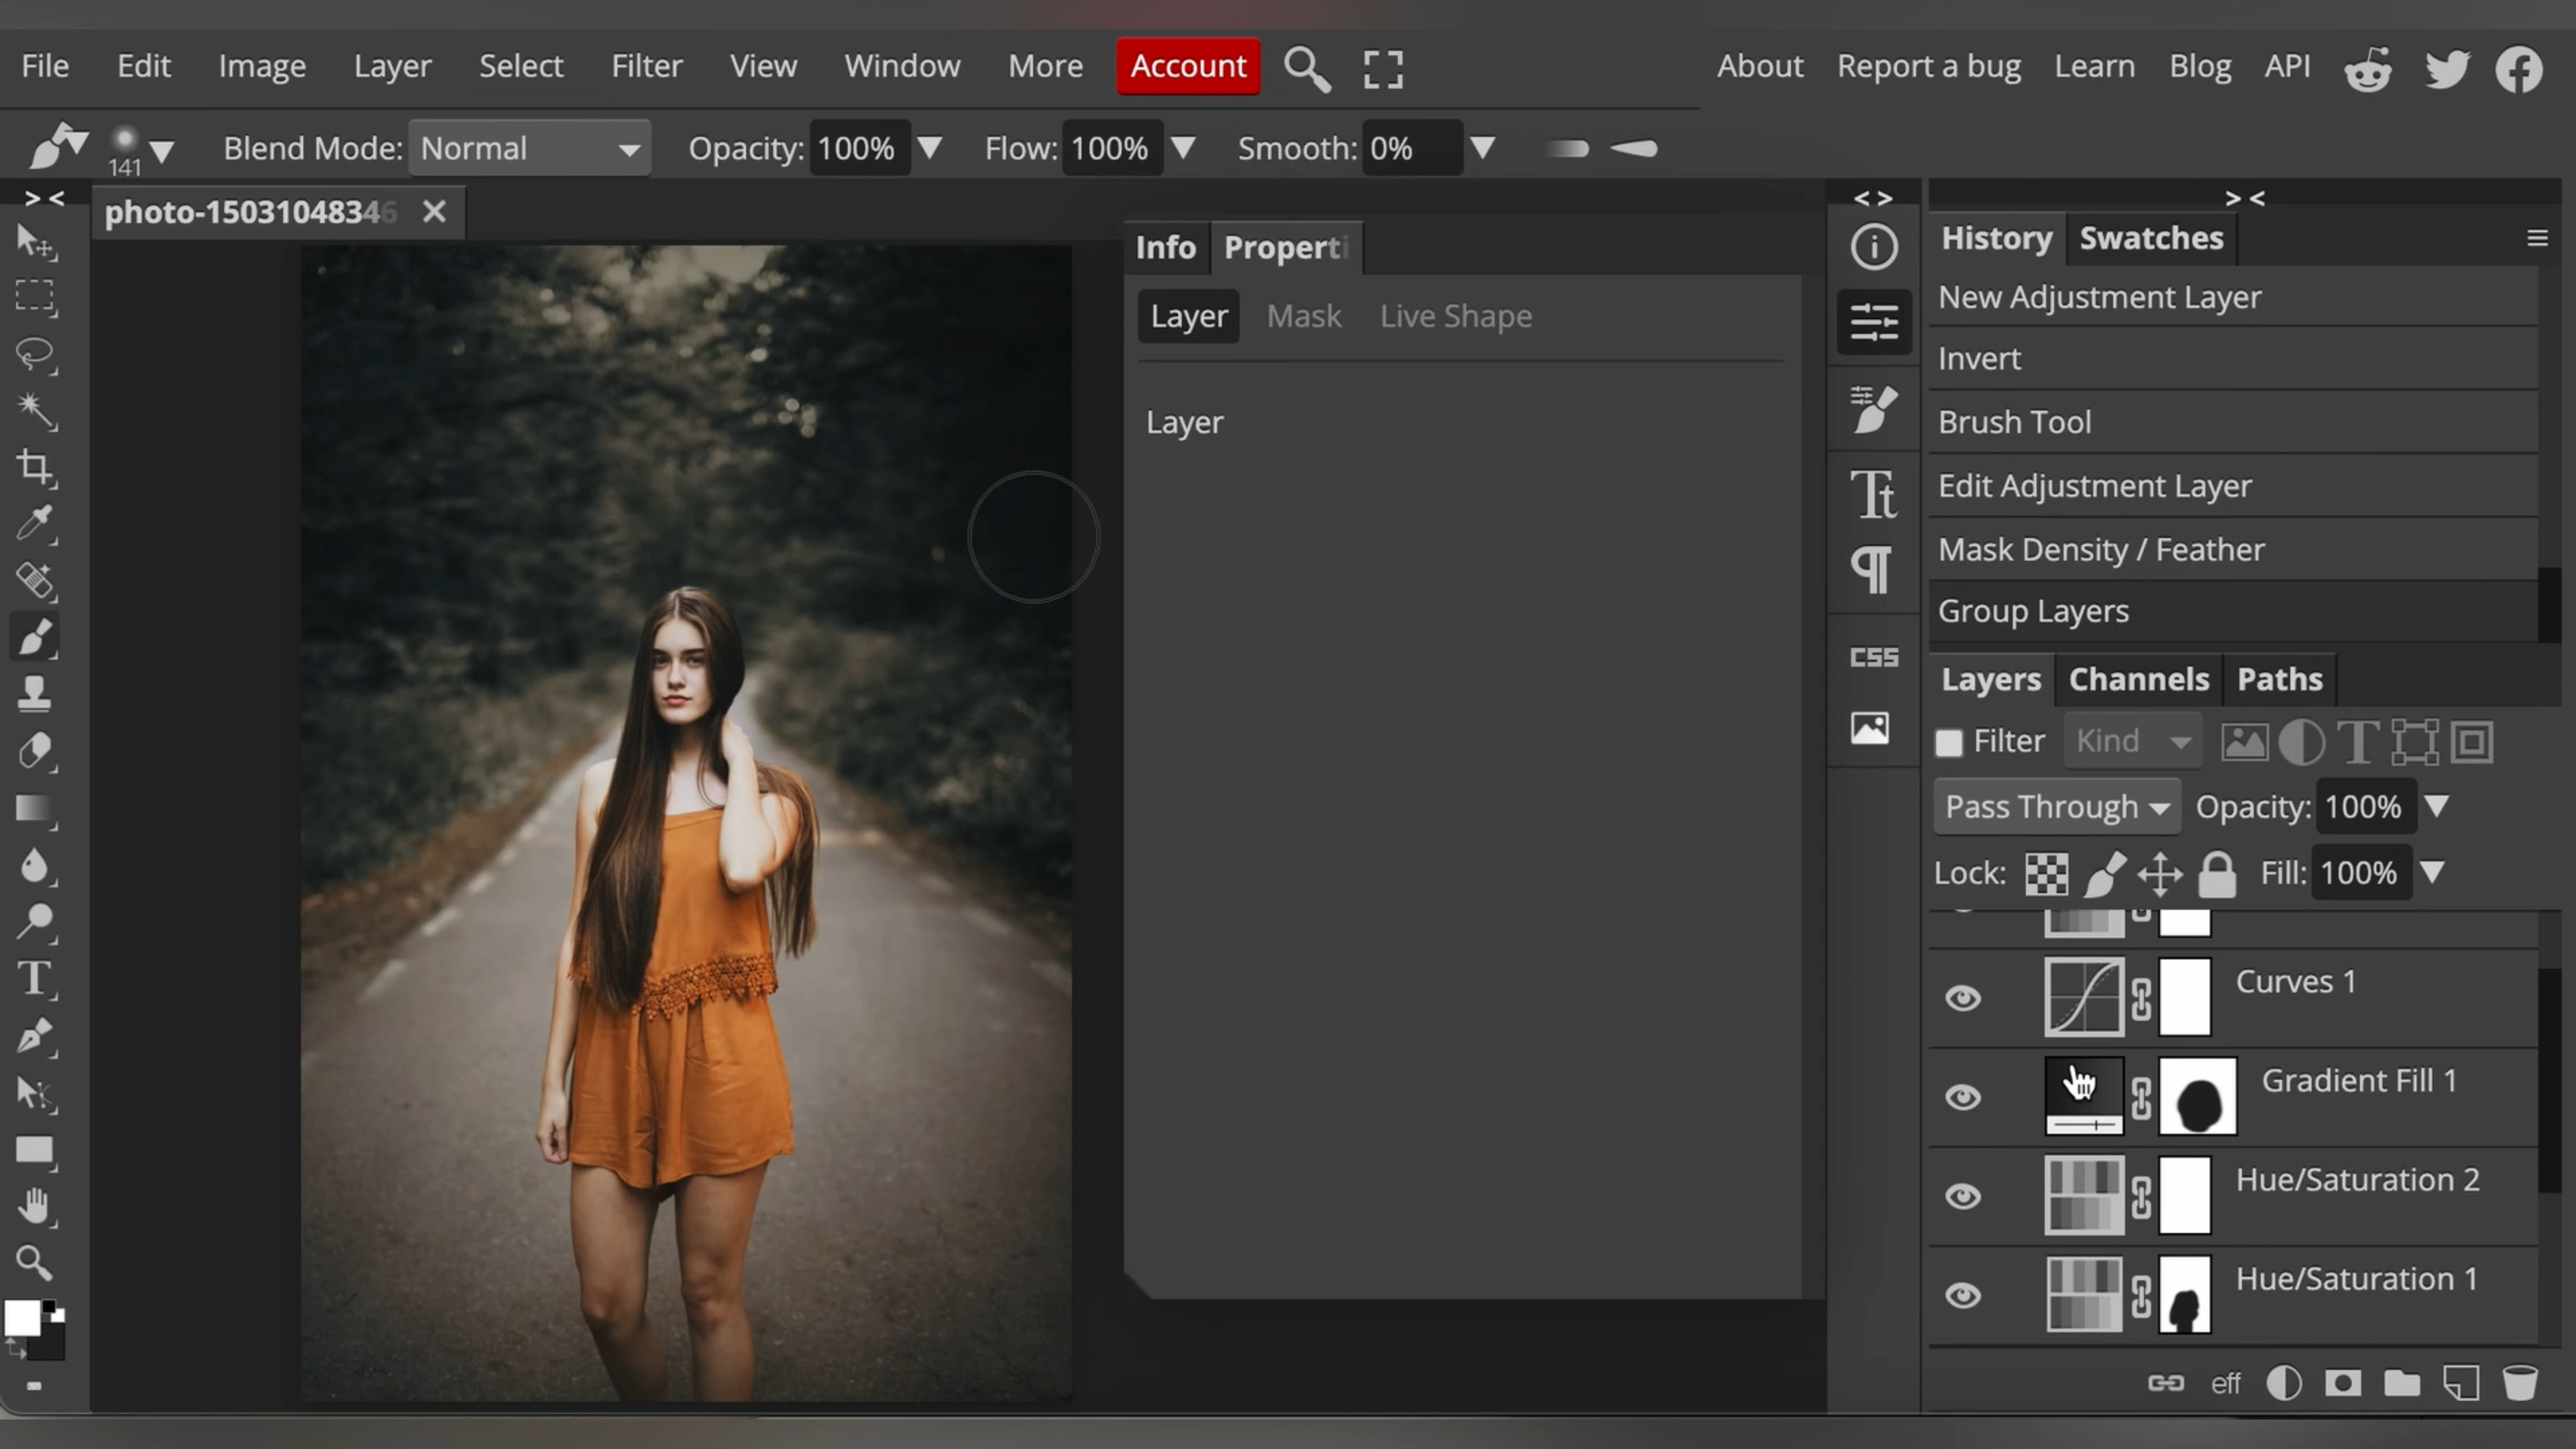 File Edit Image Layer Select Filter View Window More Account About Report a bug Learn Blog API
141 Blend Mode: Normal Opacity: 100% Flow: 100% Smooth: 0%
> < photo-15031048346 ✕ < > > <
Info Properti
Layer Mask Live Shape
Layer
Tt
¶
CSS
T
History Swatches
New Adjustment Layer
Invert
Brush Tool
Edit Adjustment Layer
Mask Density / Feather
Group Layers
Layers Channels Paths
Filter Kind T
Pass Through Opacity: 100%
Lock: Fill: 100%
Curves 1
Gradient Fill 1
Hue/Saturation 2
Hue/Saturation 1
eff